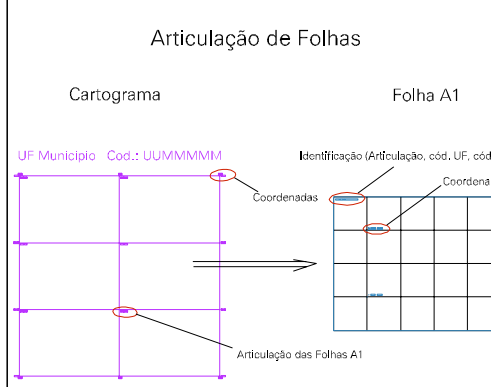 Articulação de Folhas
Cartograma
Folha A1
UF Municipio Cod.: UUMMMMM
Identificação (Articulação, cód. UF, cód
Coordenadas
Coordena
Articulação das Folhas A1